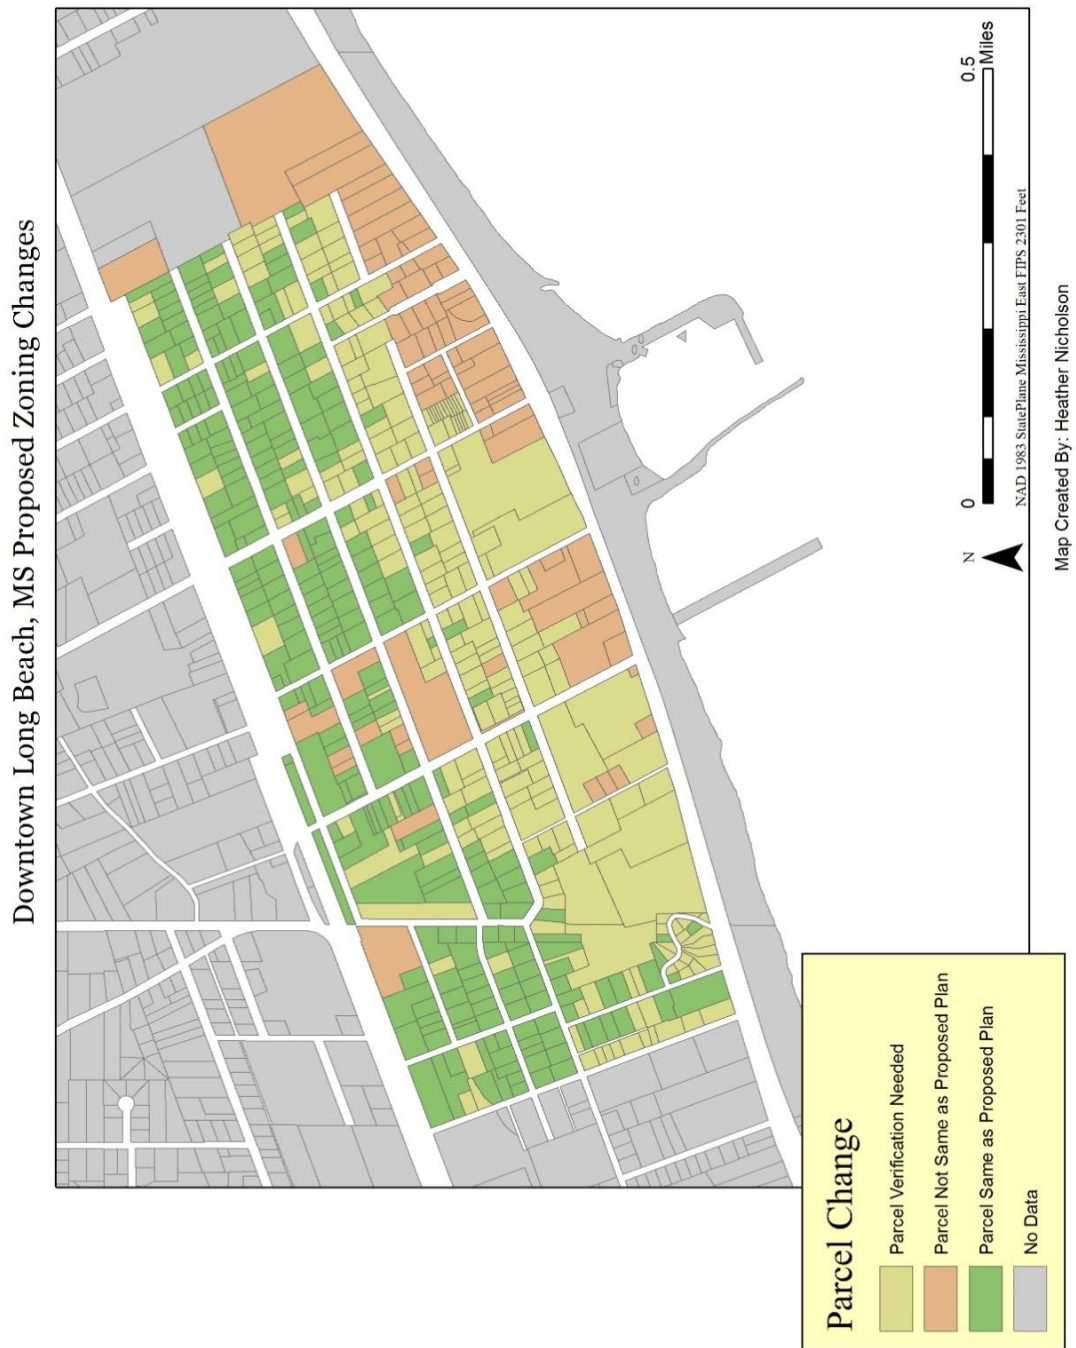 Downtown Long Beach, MS Proposed Zoning Changes
Parcel Change
Parcel Verification Needed
Parcel Not Same as Proposed Plan
Parcel Same as Proposed Plan
No Data
N
0
0.5
Miles
NAD 1983 StatePlane Mississippi East FIPS 2301 Feet
Map Created By: Heather Nicholson